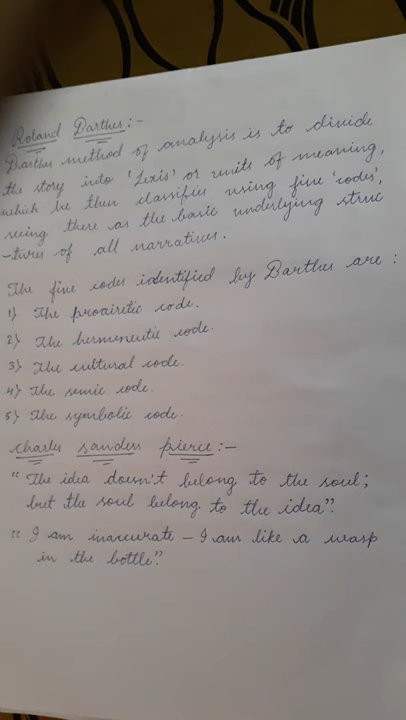 Roland Barthes:-
Barthes method of analysis is to divide
the story into 'Lexis' or units of meaning,
which he then classifies using five 'codes',
seeing there as the basic underlying struc
-tures of all narratives.
The five codes identified by Barthes are :
1) The proairetic code.
2) The hermeneutic code.
3) The cultural code.
4) The semic code.
5) The symbolic code.
Charles sanders pierce:-
"The idea doesn't belong to the soul;
but the soul belong to the idea".
"I am inaccurate - I am like a wasp
in the bottle".